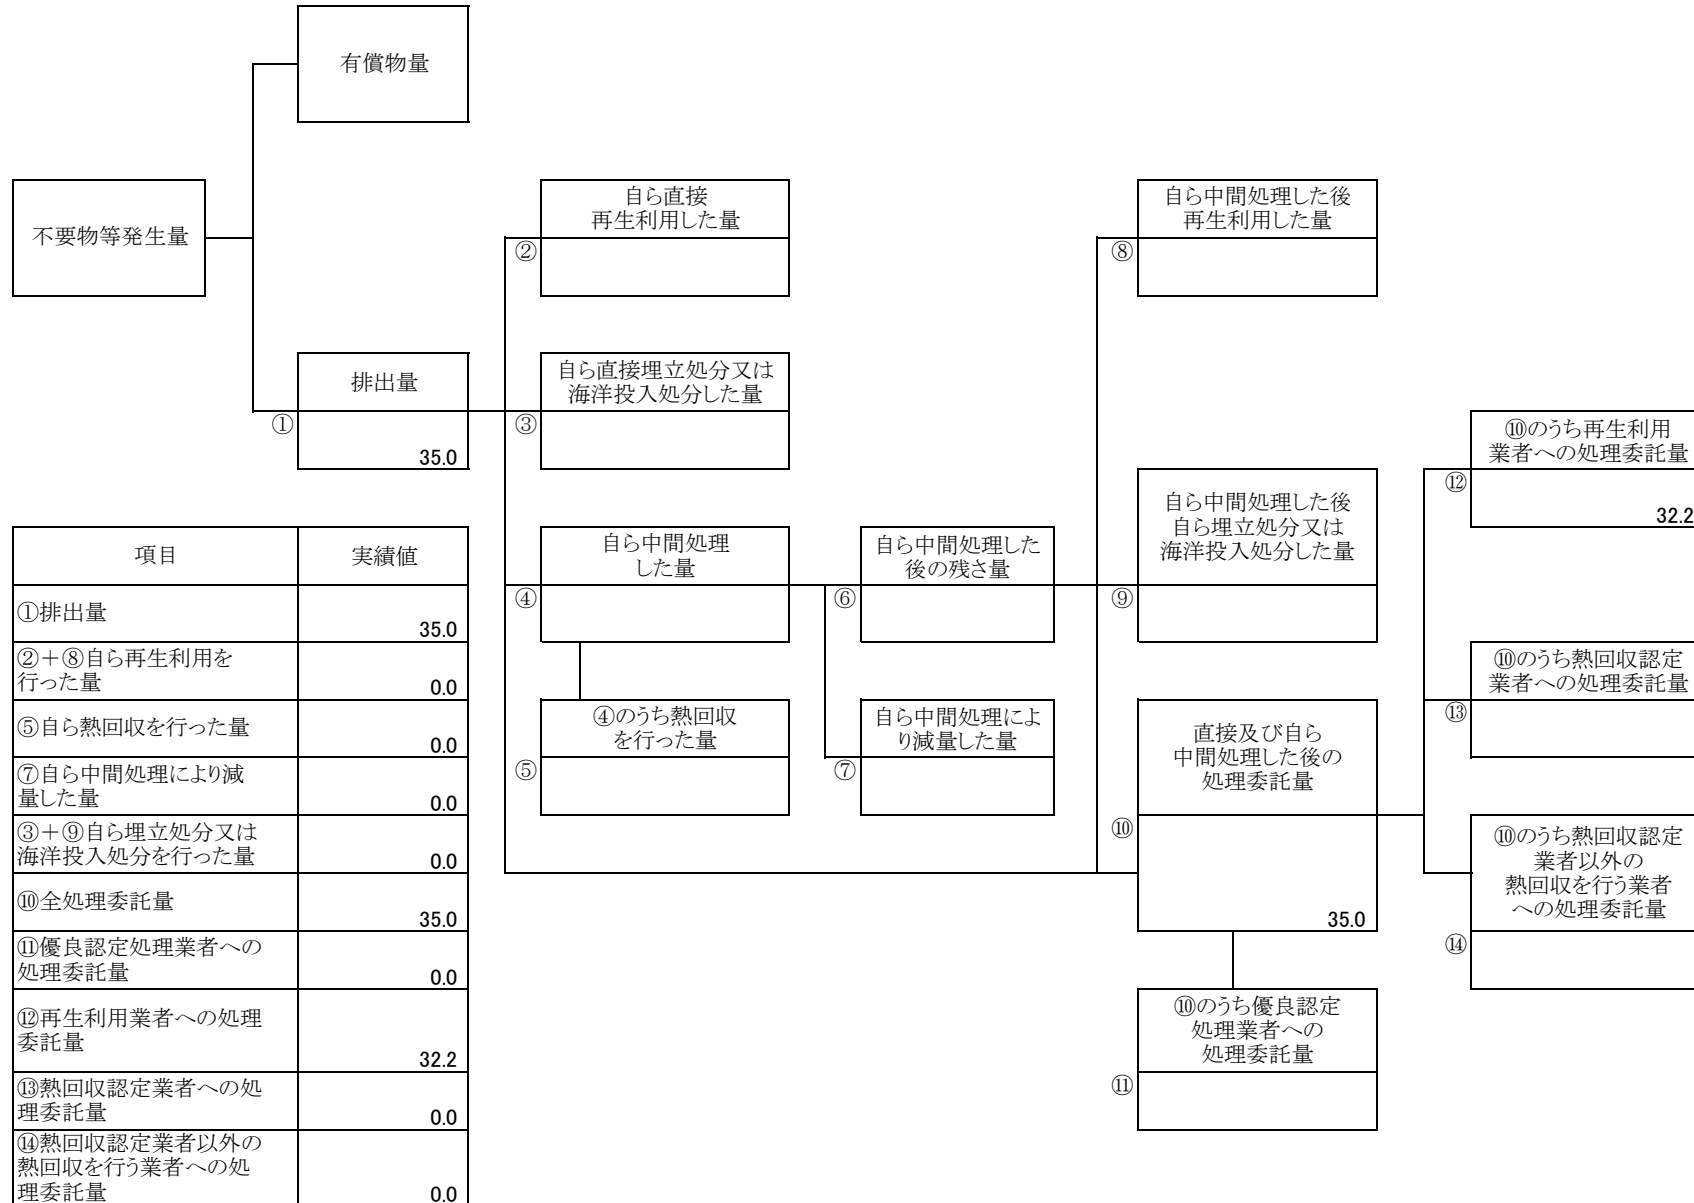 有償物量
不要物等発生量
自ら直接
再生利用した量
②
自ら中間処理した後
再生利用した量
⑧
排出量
①
35.0
自ら直接埋立処分又は
海洋投入処分した量
③
⑩のうち再生利用
業者への処理委託量
⑫
32.2
自ら中間処理
した量
④
自ら中間処理した
後の残さ量
⑥
自ら中間処理した後
自ら埋立処分又は
海洋投入処分した量
⑨
⑩のうち熱回収認定
業者への処理委託量
⑬
④のうち熱回収
を行った量
⑤
自ら中間処理によ
り減量した量
⑦
直接及び自ら
中間処理した後の
処理委託量
⑩
35.0
⑩のうち熱回収認定
業者以外の
熱回収を行う業者
への処理委託量
⑭
⑩のうち優良認定
処理業者への
処理委託量
⑪
項目 実績値
①排出量
35.0
②＋⑧自ら再生利用を
行った量
0.0
⑤自ら熱回収を行った量
0.0
⑦自ら中間処理により減
量した量
0.0
③＋⑨自ら埋立処分又は
海洋投入処分を行った量
0.0
⑩全処理委託量
35.0
⑪優良認定処理業者への
処理委託量
0.0
⑫再生利用業者への処理
委託量
32.2
⑬熱回収認定業者への処
理委託量
0.0
⑭熱回収認定業者以外の
熱回収を行う業者への処
理委託量
0.0